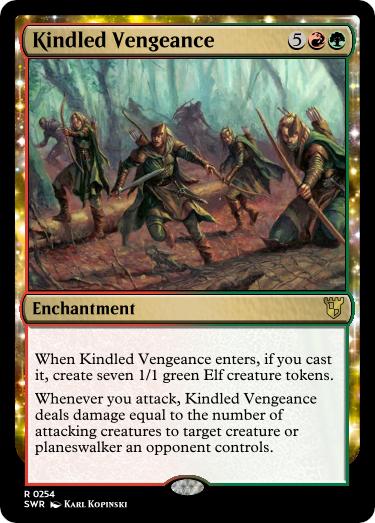 Kindled Vengeance 5
Enchantment
When Kindled Vengeance enters, if you cast
it, create seven 1/1 green Elf creature tokens.
Whenever you attack, Kindled Vengeance
deals damage equal to the number of
attacking creatures to target creature or
planeswalker an opponent controls.
R 0254
SWR Karl Kopinski